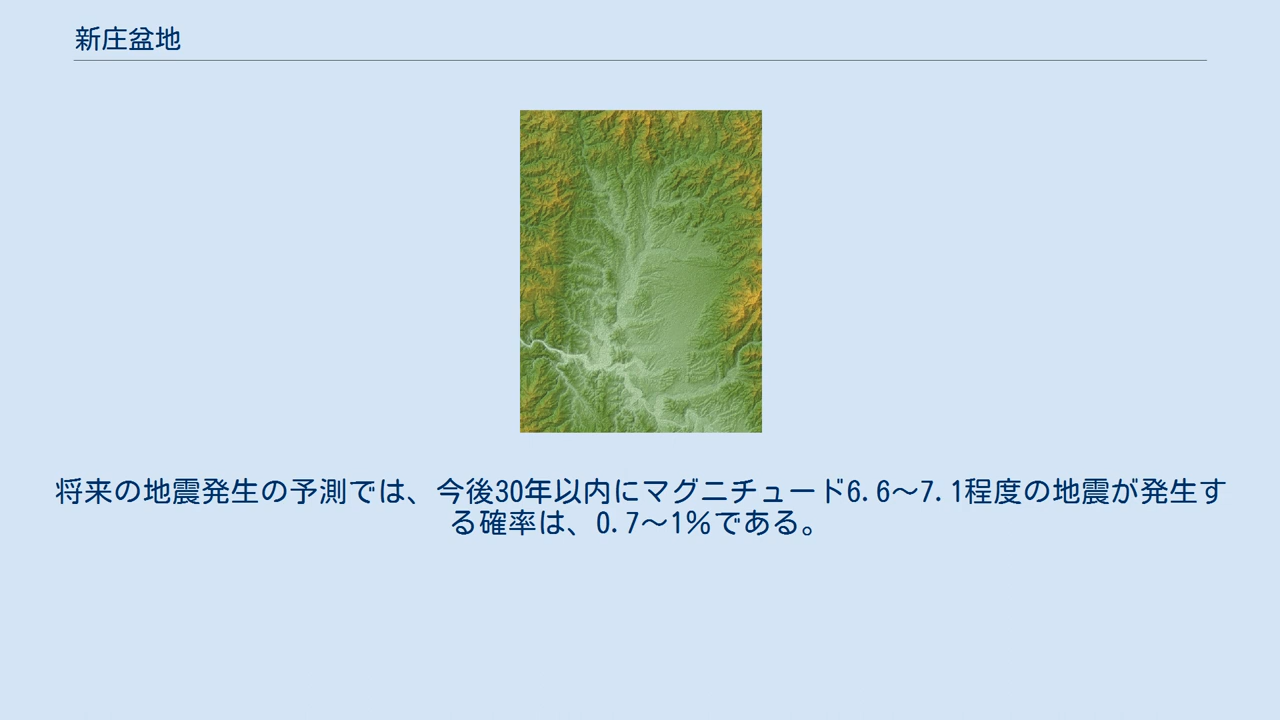 新庄盆地
将来の地震発生の予測では、今後30年以内にマグニチュード6.6～7.1程度の地震が発生す
る確率は、0.7～1%である。